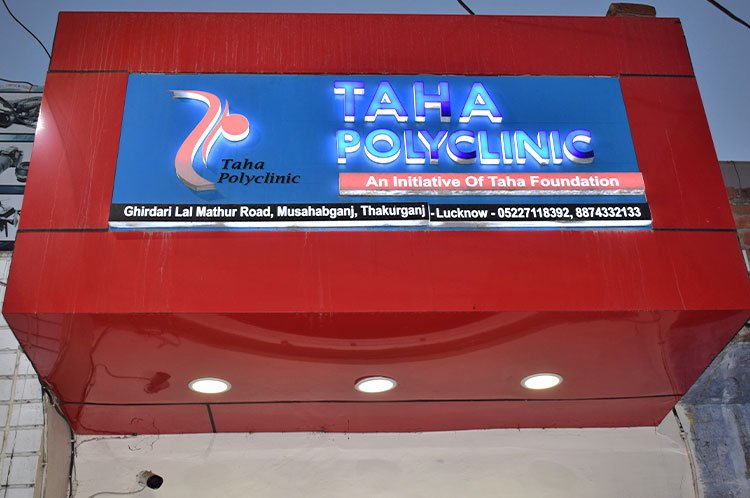 TAHA
POLYCLINIC
Taha
Polyclinic
An Initiative Of Taha Foundation
Ghirdari Lal Mathur Road, Musahabganj, Thakurganj - Lucknow - 05227118392, 8874332133